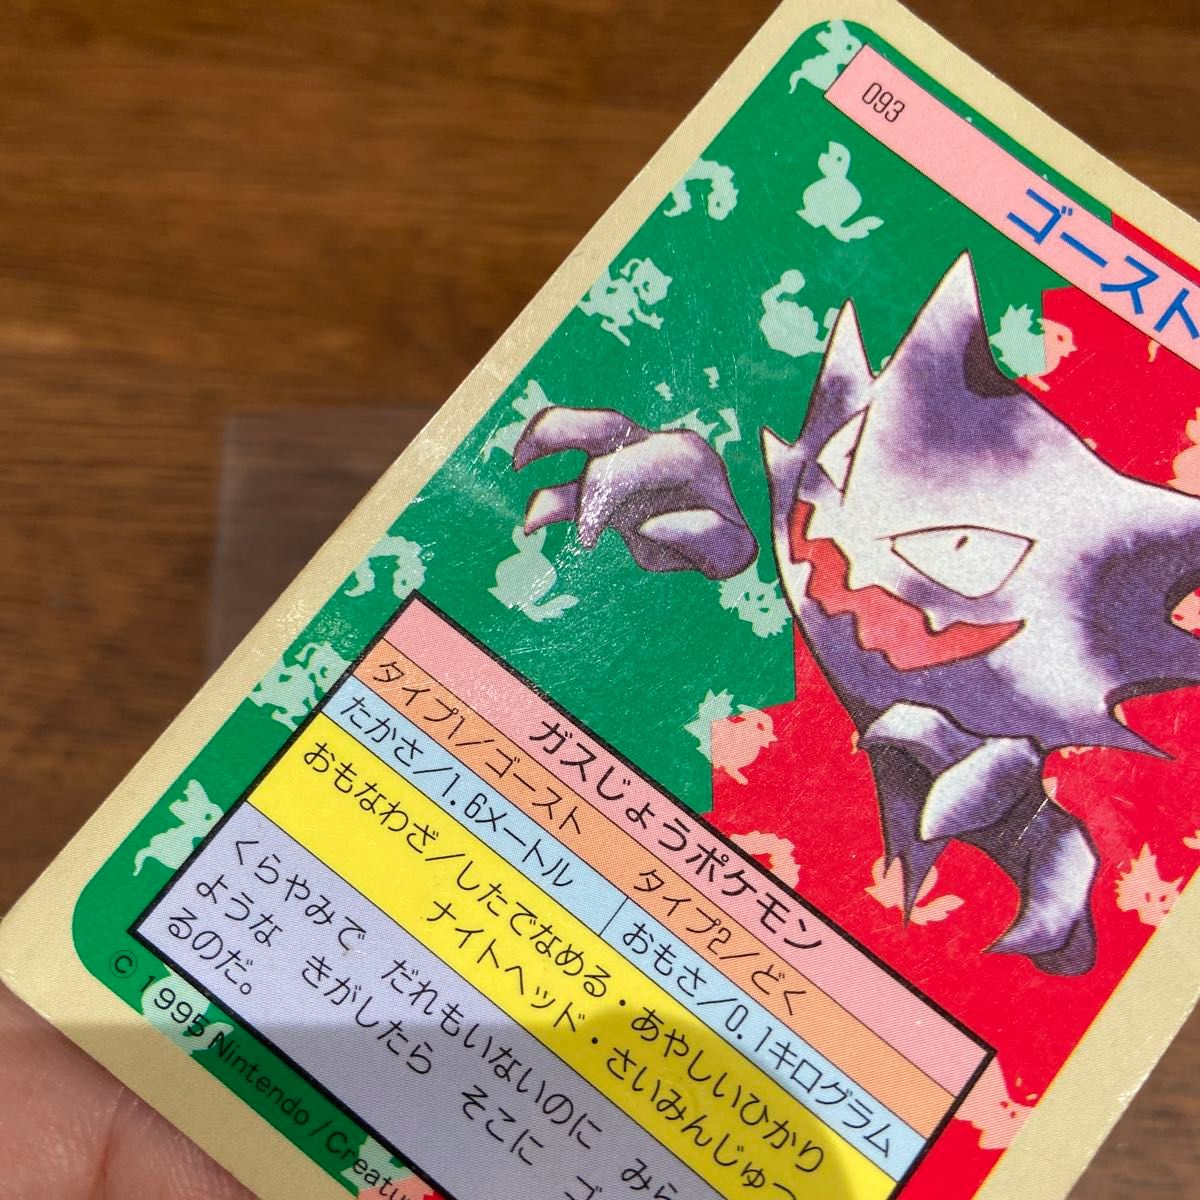 093
ゴースト
ガスじょうポケモン
タイプ1/ゴースト タイプ2/どく
たかさ/1.6メートル おもさ/0.1キログラム
おもなわざ/したでなめる・あやしいひかり
ナイトヘッド・さいみんじゅつ
くらやみで だれもいないのに みら
ような きがしたら そこに ゴ
るのだ。
© 1995 Nintendo/Creatu